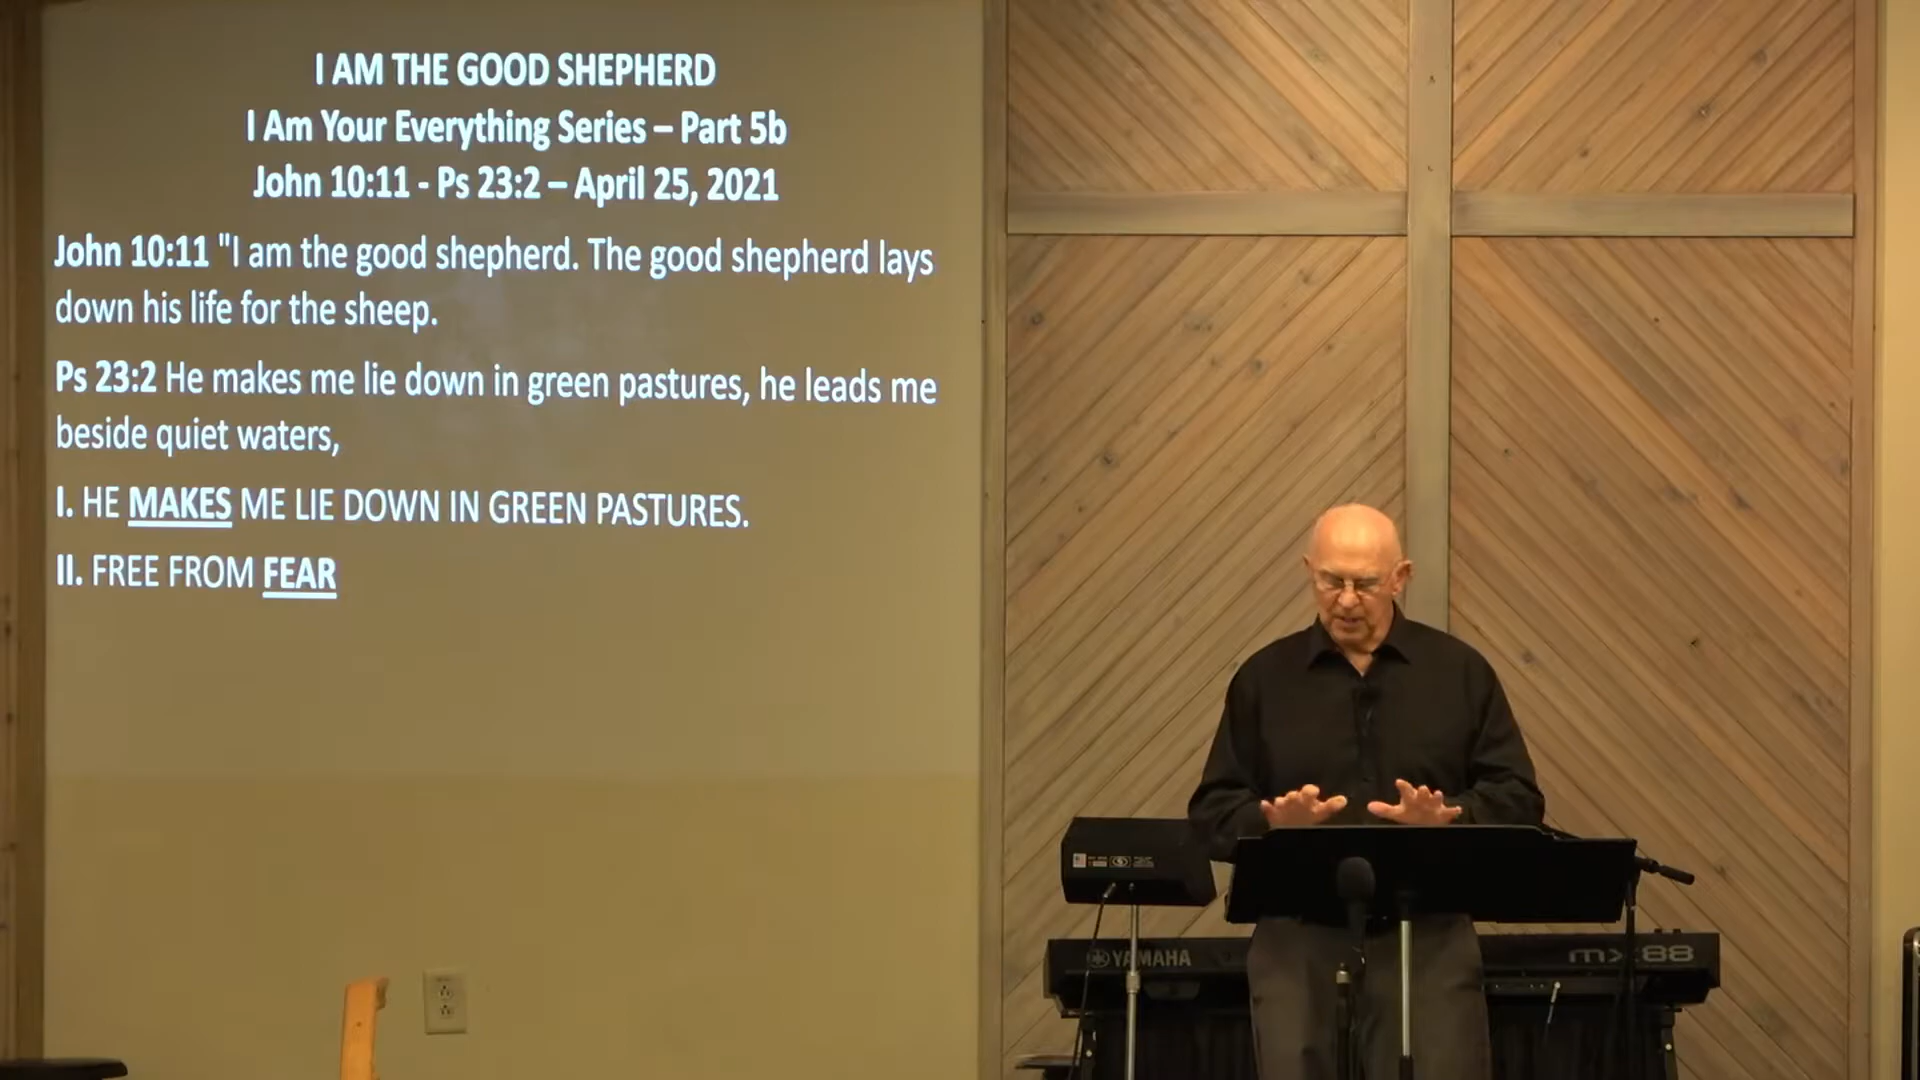 I AM THE GOOD SHEPHERD
I Am Your Everything Series – Part 5b
John 10:11 - Ps 23:2 – April 25, 2021
John 10:11 "I am the good shepherd. The good shepherd lays
down his life for the sheep.
Ps 23:2 He makes me lie down in green pastures, he leads me
beside quiet waters,
I. HE MAKES ME LIE DOWN IN GREEN PASTURES.
II. FREE FROM FEAR
YAMAHA
MX88